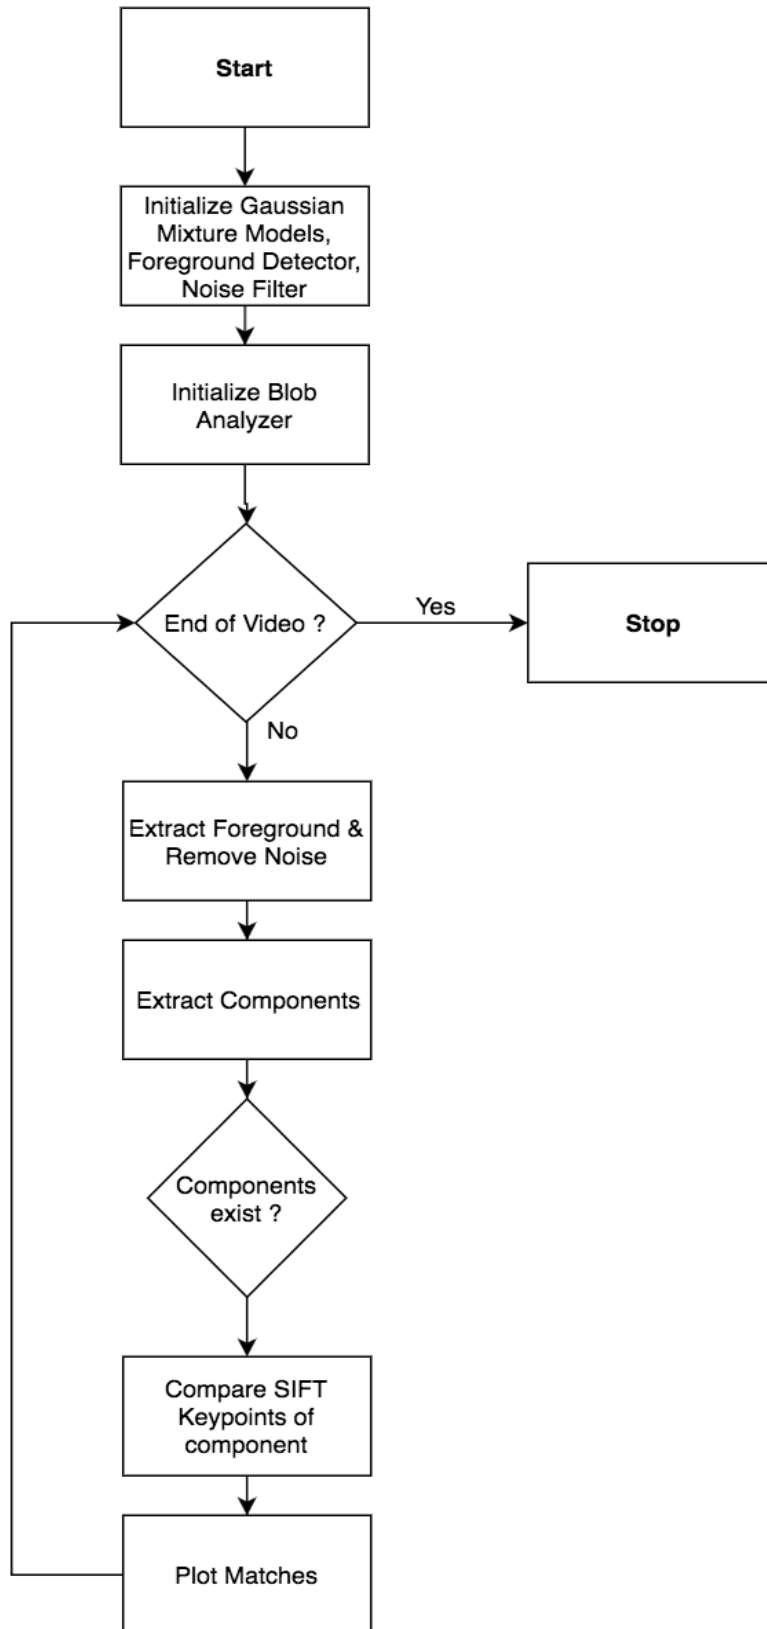 Start
Initialize Gaussian
Mixture Models,
Foreground Detector,
Noise Filter
Initialize Blob
Analyzer
End of Video ?
Yes
Stop
No
Extract Foreground &
Remove Noise
Extract Components
Components
exist ?
Compare SIFT
Keypoints of
component
Plot Matches